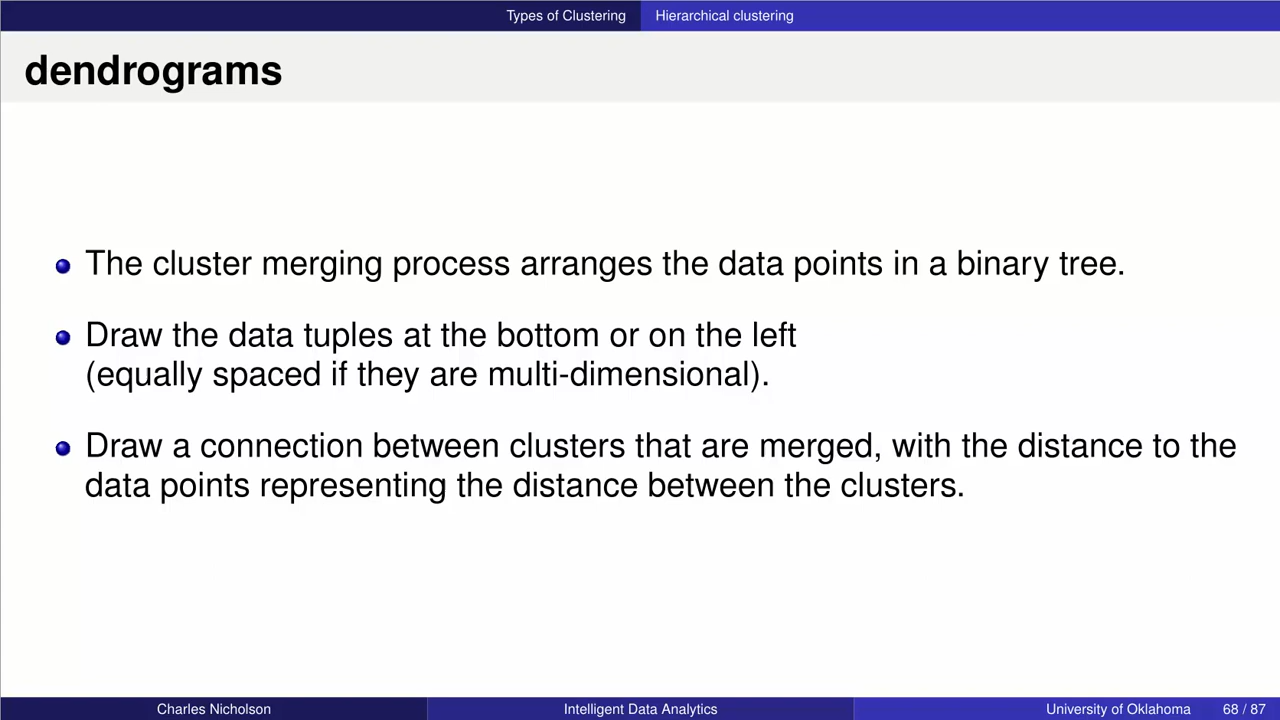 Types of Clustering Hierarchical clustering
dendrograms
The cluster merging process arranges the data points in a binary tree.
Draw the data tuples at the bottom or on the left
(equally spaced if they are multi-dimensional).
Draw a connection between clusters that are merged, with the distance to the
data points representing the distance between the clusters.
Charles Nicholson Intelligent Data Analytics University of Oklahoma 68 / 87